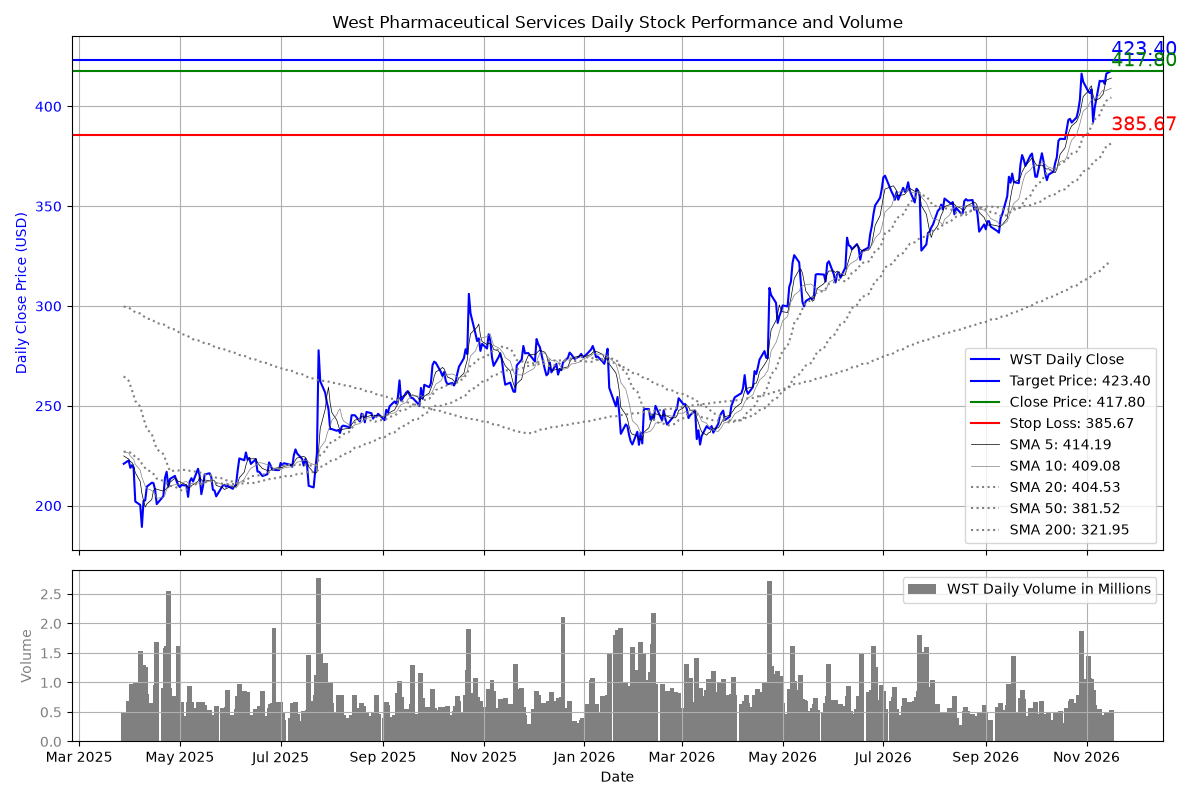 West Pharmaceutical Services Daily Stock Performance and Volume
423.40
417.80
385.67
400
350
300
250
200
Daily Close Price (USD)
WST Daily Close
Target Price: 423.40
Close Price: 417.80
Stop Loss: 385.67
SMA 5: 414.19
SMA 10: 409.08
SMA 20: 404.53
SMA 50: 381.52
SMA 200: 321.95
WST Daily Volume in Millions
2.5
2.0
1.5
1.0
0.5
0.0
Volume
Mar 2025 May 2025 Jul 2025 Sep 2025 Nov 2025 Jan 2026 Mar 2026 May 2026 Jul 2026 Sep 2026 Nov 2026
Date